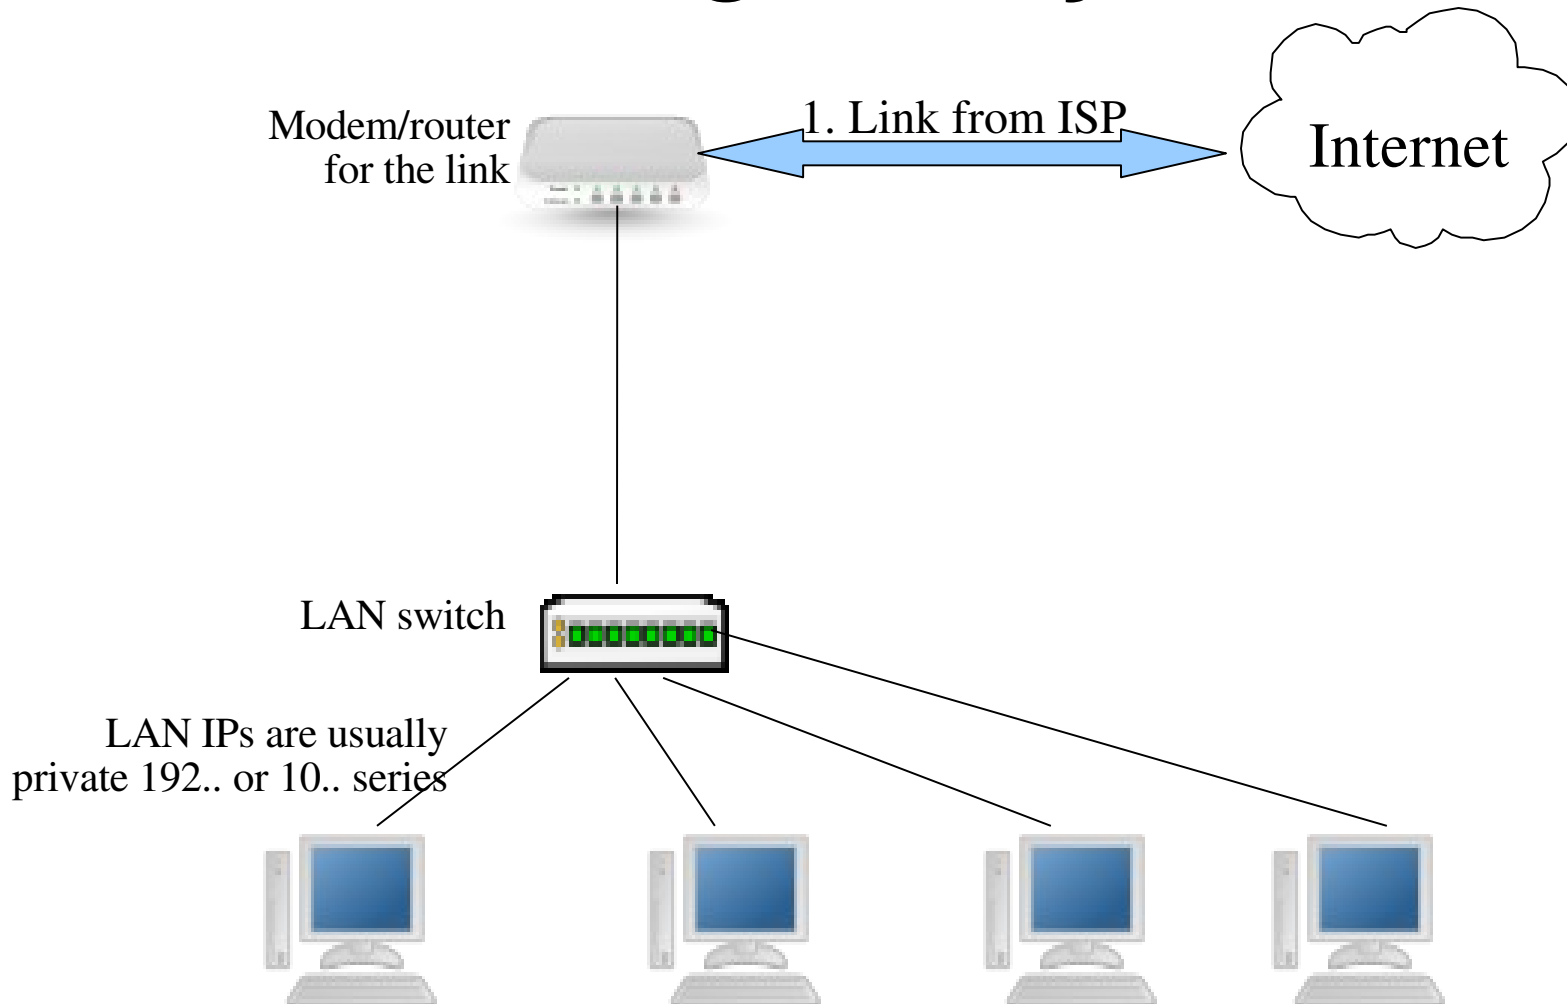 Modem/router
for the link
1. Link from ISP
Internet
LAN switch
LAN IPs are usually
private 192.. or 10.. series